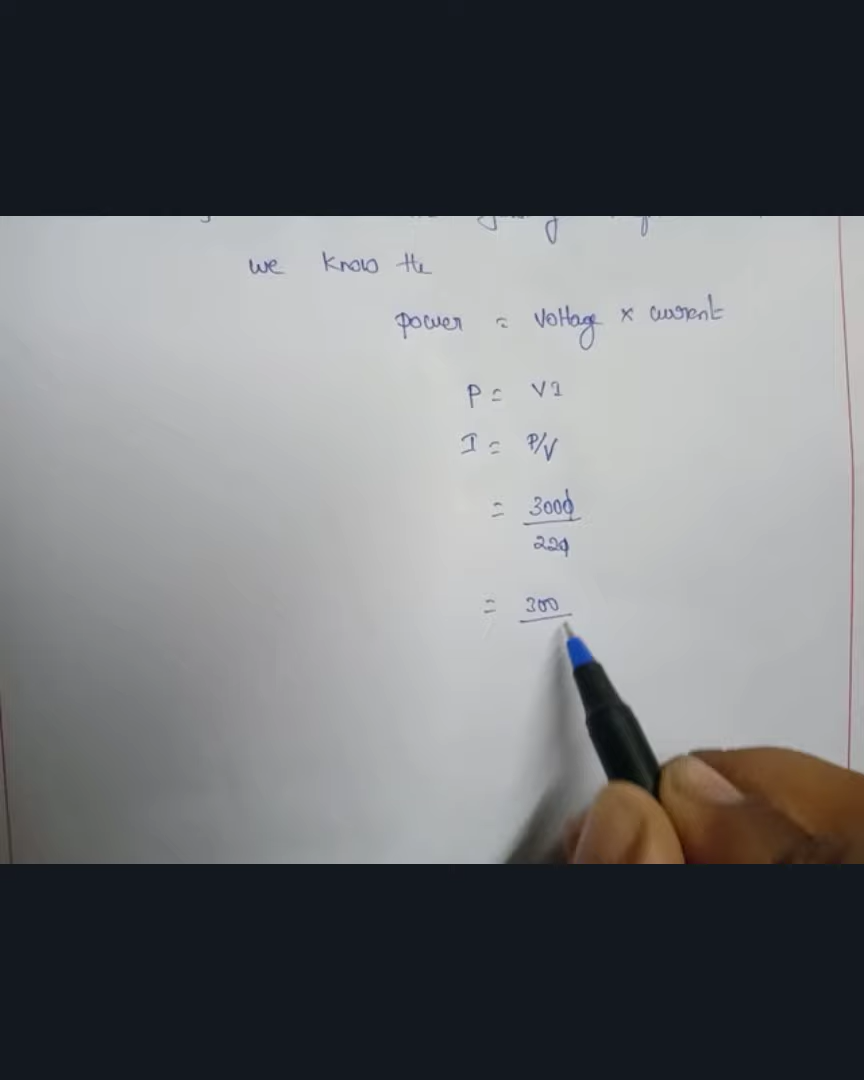 we know the
power = voltage × current
P = VI
I = P/V
= 3000
220
= 300